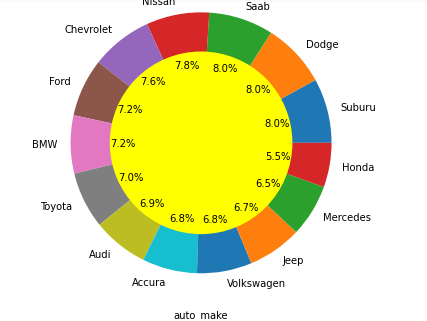 Nissan
Saab
Chevrolet
Dodge
7.8%
8.0%
7.6%
8.0%
Ford
7.2%
8.0%
Suburu
BMW
7.2%
5.5%
Honda
7.0%
6.5%
Toyota
6.9%
6.7%
Mercedes
6.8%
6.8%
Audi
Jeep
Accura
Volkswagen
auto_make